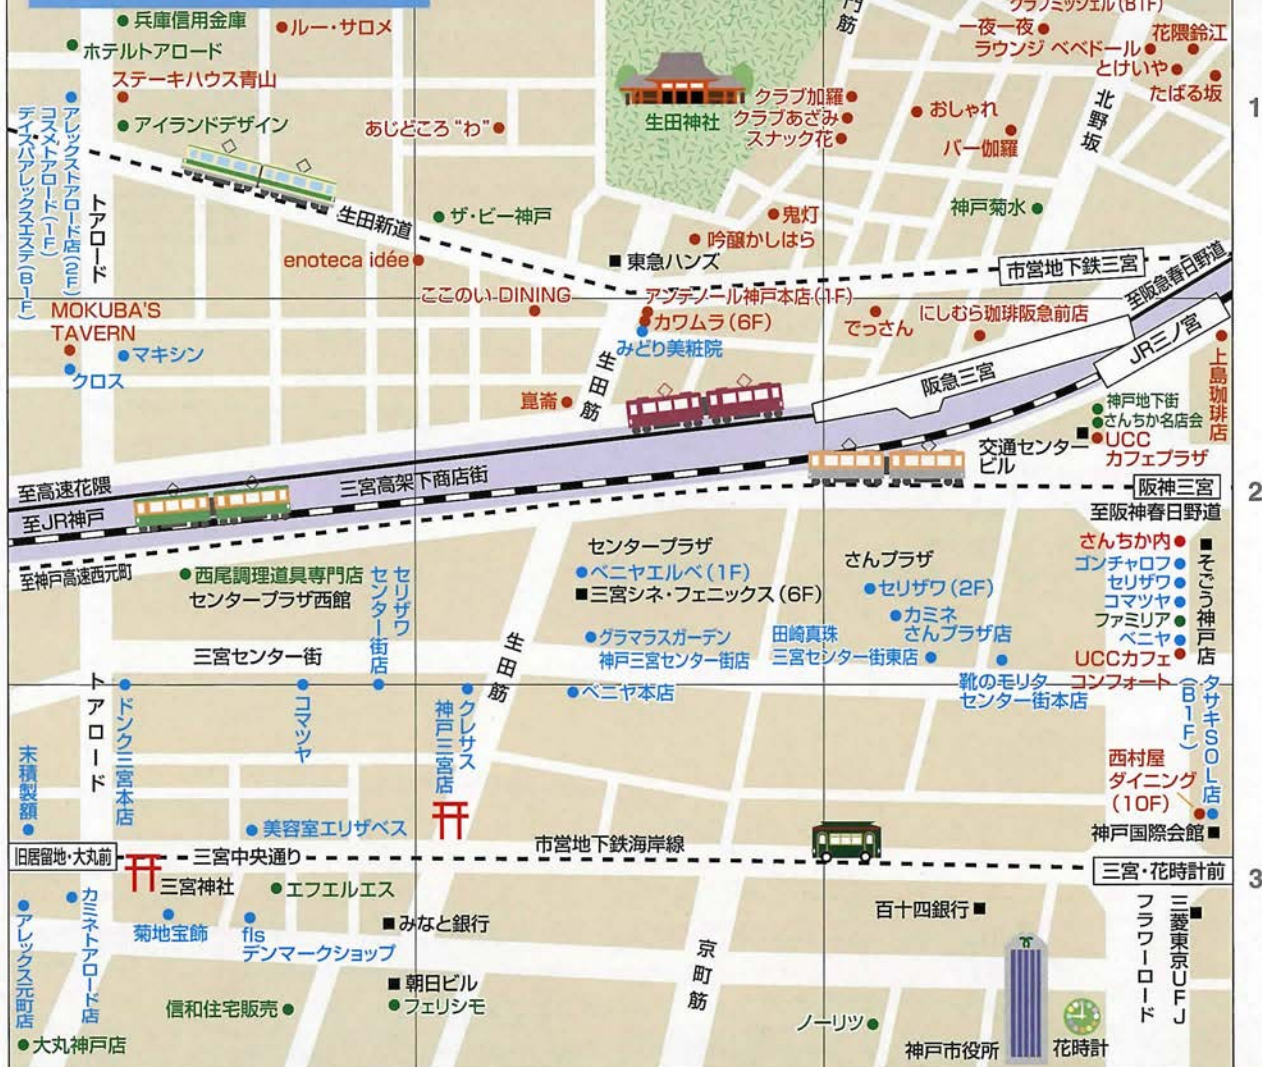 兵庫信用金庫
ルー・サロメ
ホテルトアロード
ステーキハウス青山
アレックストアロード店(2F)
コスメトアロード(1F)
アイランドデザイン
あじどころ“わ”
生田神社
門筋
クラブミッシェル(B1F)
一夜一夜
花隈鈴江
ラウンジ ベベドール
とけいや
たばる坂
クラブ加羅
クラブあざみ
スナック花
おしゃれ
バー伽羅
北野坂
1
トアロード
生田新道
ザ・ビー神戸
enoteca idée
鬼灯
吟醸かしはら
東急ハンズ
神戸菊水
市営地下鉄三宮
至阪急春日野道
MOKUBA'S
TAVERN
マキシン
クロス
ここのい DINING
アンテノール神戸本店(1F)
カワムラ(6F)
みどり美粧院
でっさん
にしむら珈琲阪急前店
JR三ノ宮
阪急三宮
生田筋
崑崙
上島珈琲店
神戸地下街
さんちか名店会
UCC
カフェプラザ
交通センター
ビル
至高速花隈
至JR神戸
三宮高架下商店街
至神戸高速西元町
阪神三宮
2
至阪神春日野道
西尾調理道具専門店
センタープラザ西館
セリザワ
センター街店
三宮センター街
センタープラザ
ベニヤエルベ(1F)
三宮シネ・フェニックス(6F)
グラマラスガーデン
神戸三宮センター街店
さんプラザ
セリザワ(2F)
カミネ
さんプラザ店
田崎真珠
三宮センター街東店
靴のモリタ
センター街本店
さんちか内
ゴンチャロフ
セリザワ
コマツヤ
ファミリア
ベニヤ
UCCカフェ
コンフォート
そごう神戸店
生田筋
ベニヤ本店
トアロード
ドンク三宮本店
コマツヤ
クレサス
神戸三宮店
末積製額
タサキSOL店
(B1F)
西村屋
ダイニング
(10F)
神戸国際会館
美容室エリザベス
市営地下鉄海岸線
旧居留地・大丸前
三宮中央通り
三宮・花時計前
3
三宮神社
エフエルエス
菊地宝飾
fls
デンマークショップ
みなと銀行
カミネトアロード店
アレックス元町店
朝日ビル
フェリシモ
信和住宅販売
大丸神戸店
京町筋
百十四銀行
ノーリツ
神戸市役所
花時計
フラワーロード
三菱東京UFJ